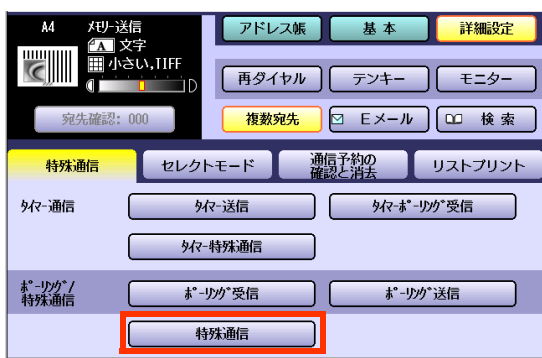 A4 ﾒﾓﾘｰ送信
A 文字
小さい,TIFF
D
宛先確認: 000
アドレス帳 基本 詳細設定
再ダイヤル テンキー モニター
複数宛先 Eメール 検索
特殊通信 セレクトモード 通信予約の
確認と消去 リストプリント
ﾀｲﾏｰ通信 ﾀｲﾏｰ送信 ﾀｲﾏｰﾎﾟｰﾘﾝｸﾞ受信
ﾀｲﾏｰ特殊通信
ﾎﾟｰﾘﾝｸﾞ/
特殊通信 ﾎﾟｰﾘﾝｸﾞ受信 ﾎﾟｰﾘﾝｸﾞ送信
特殊通信